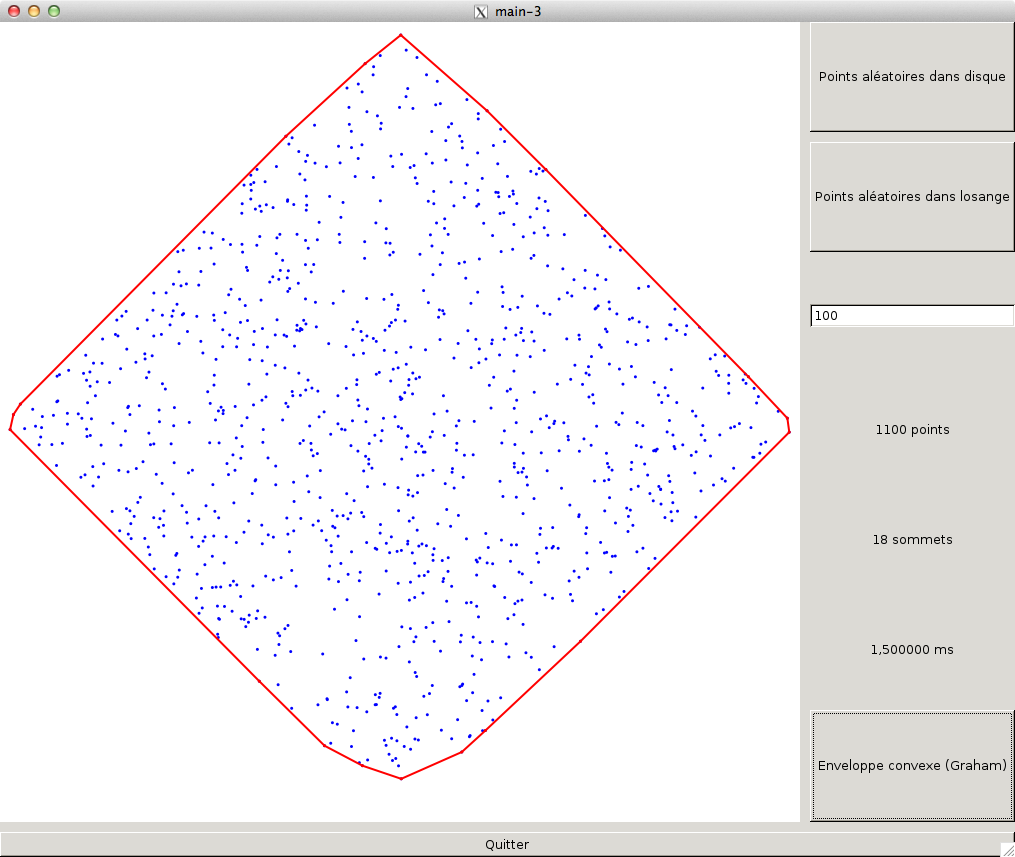 main-3
Points aléatoires dans disque
Points aléatoires dans losange
100
1100 points
18 sommets
1,500000 ms
Enveloppe convexe (Graham)
Quitter